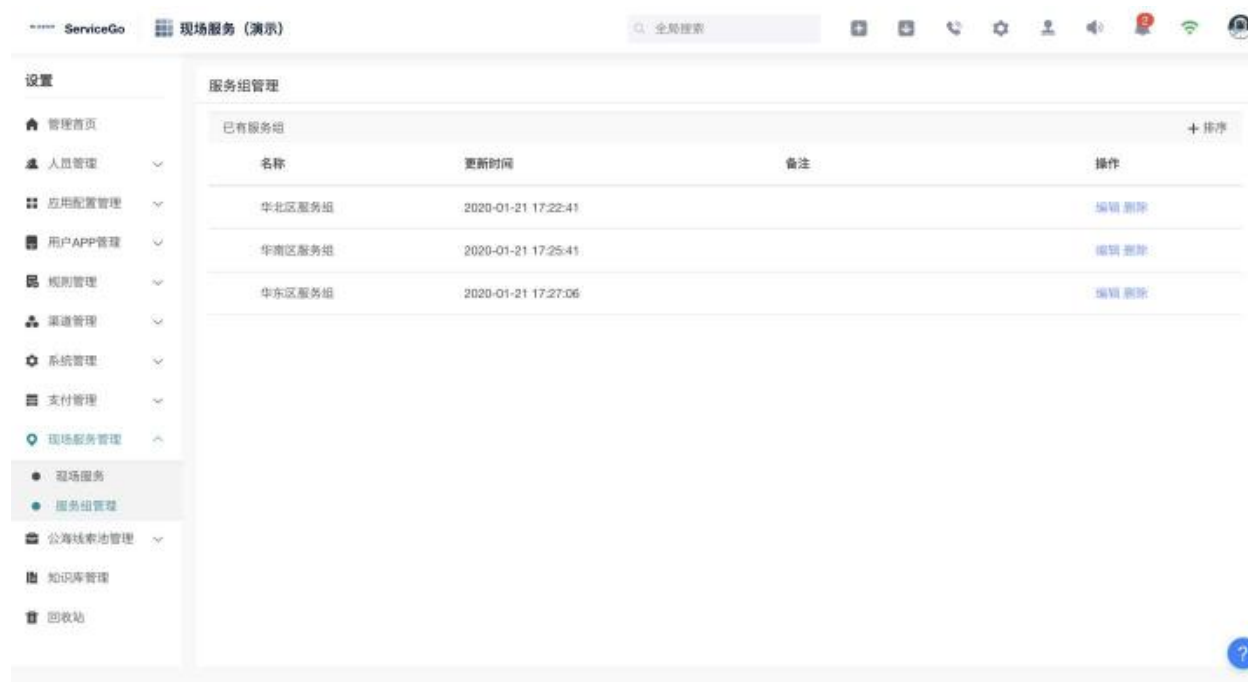 ServiceGo 现场服务（演示） 全局搜索 2
设置
服务组管理
管理首页
已有服务组 + 排序
人员管理
名称 更新时间 备注 操作
应用配置管理
华北区服务组 2020-01-21 17:22:41 编辑 删除
用户APP管理
华南区服务组 2020-01-21 17:25:41 编辑 删除
规则管理
华东区服务组 2020-01-21 17:27:06 编辑 删除
渠道管理
系统管理
支付管理
现场服务管理
现场服务
服务组管理
公海线索池管理
知识库管理
回收站
?